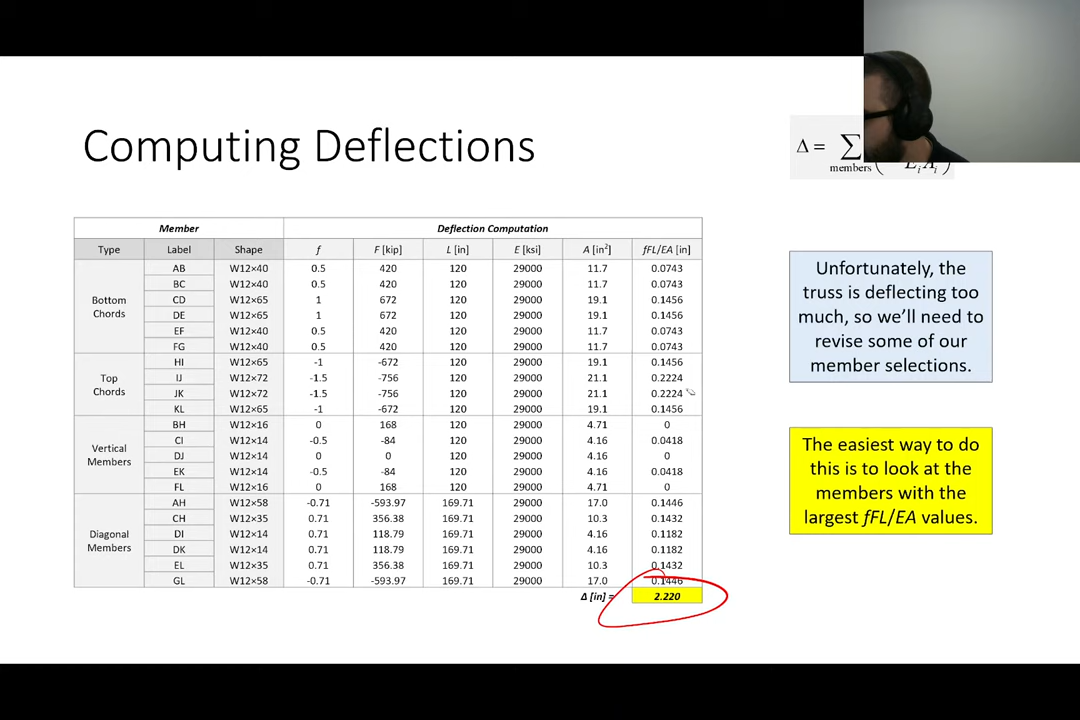 Computing Deflections
Δ = ∑
members
E i A i )
Member Deflection Computation
Type Label Shape f F [kip] L [in] E [ksi] A [in²] fFL/EA [in]
Bottom Chords
AB W12×40 0.5 420 120 29000 11.7 0.0743
BC W12×40 0.5 420 120 29000 11.7 0.0743
CD W12×65 1 672 120 29000 19.1 0.1456
DE W12×65 1 672 120 29000 19.1 0.1456
EF W12×40 0.5 420 120 29000 11.7 0.0743
FG W12×40 0.5 420 120 29000 11.7 0.0743
Top Chords
HI W12×65 -1 -672 120 29000 19.1 0.1456
IJ W12×72 -1.5 -756 120 29000 21.1 0.2224
JK W12×72 -1.5 -756 120 29000 21.1 0.2224
KL W12×65 -1 -672 120 29000 19.1 0.1456
Vertical Members
BH W12×16 0 168 120 29000 4.71 0
CI W12×14 -0.5 -84 120 29000 4.16 0.0418
DJ W12×14 0 0 120 29000 4.16 0
EK W12×14 -0.5 -84 120 29000 4.16 0.0418
FL W12×16 0 168 120 29000 4.71 0
Diagonal Members
AH W12×58 -0.71 -593.97 169.71 29000 17.0 0.1446
CH W12×35 0.71 356.38 169.71 29000 10.3 0.1432
DI W12×14 0.71 118.79 169.71 29000 4.16 0.1182
DK W12×14 0.71 118.79 169.71 29000 4.16 0.1182
EL W12×35 0.71 356.38 169.71 29000 10.3 0.1432
GL W12×58 -0.71 -593.97 169.71 29000 17.0 0.1446
Δ [in] = 2.220
Unfortunately, the
truss is deflecting too
much, so we’ll need to
revise some of our
member selections.
The easiest way to do
this is to look at the
members with the
largest fFL/EA values.